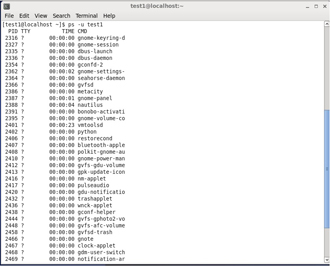 test1@localhost:~
File Edit View Search Terminal Help
[test1@localhost ~]$ ps -u test1
PID TTY TIME CMD
2316 ? 00:00:00 gnome-keyring-d
2327 ? 00:00:00 gnome-session
2335 ? 00:00:00 dbus-launch
2336 ? 00:00:00 dbus-daemon
2354 ? 00:00:00 gconfd-2
2362 ? 00:00:02 gnome-settings-
2364 ? 00:00:00 seahorse-daemon
2366 ? 00:00:00 gvfsd
2386 ? 00:00:00 metacity
2387 ? 00:00:01 gnome-panel
2388 ? 00:00:04 nautilus
2391 ? 00:00:00 bonobo-activati
2395 ? 00:00:00 gnome-volume-co
2401 ? 00:00:23 vmtoolsd
2402 ? 00:00:00 python
2406 ? 00:00:00 restorecond
2407 ? 00:00:00 bluetooth-apple
2408 ? 00:00:00 polkit-gnome-au
2410 ? 00:00:00 gnome-power-man
2412 ? 00:00:00 gvfs-gdu-volume
2413 ? 00:00:00 gpk-update-icon
2416 ? 00:00:00 nm-applet
2417 ? 00:00:00 pulseaudio
2420 ? 00:00:00 gdu-notificatio
2432 ? 00:00:00 trashapplet
2436 ? 00:00:00 wnck-applet
2438 ? 00:00:00 gconf-helper
2444 ? 00:00:00 gvfs-gphoto2-vo
2446 ? 00:00:00 gvfs-afc-volume
2458 ? 00:00:00 gvfsd-trash
2466 ? 00:00:00 gvfs-afc-volume
2467 ? 00:00:00 clock-applet
2468 ? 00:00:00 gdm-user-switch
2469 ? 00:00:00 notification-ar